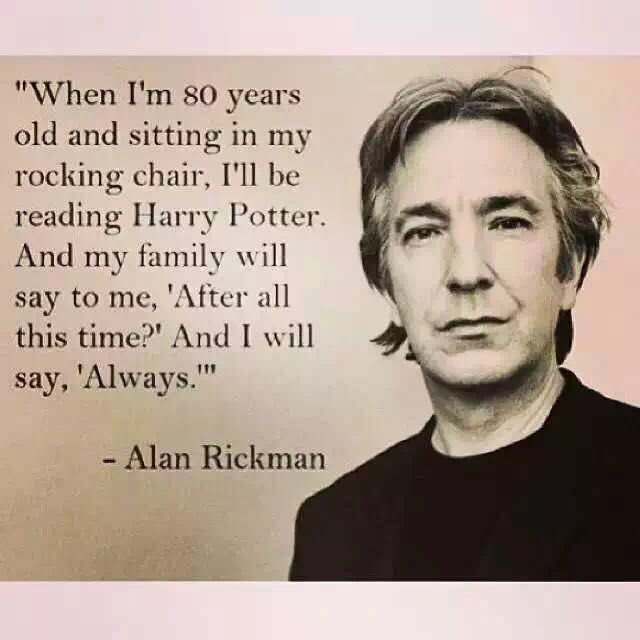 "When I'm 80 years
old and sitting in my
rocking chair, I'll be
reading Harry Potter.
And my family will
say to me, 'After all
this time?' And I will
say, 'Always.'"
- Alan Rickman